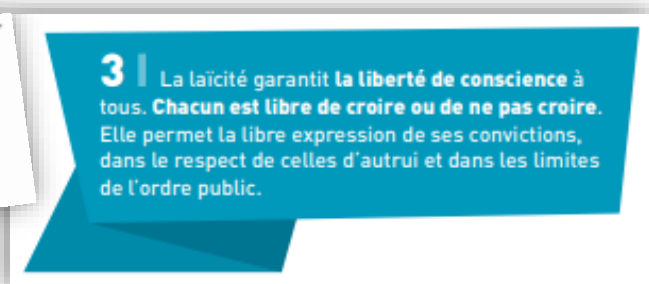 3 | La laïcité garantit la liberté de conscience à
tous. Chacun est libre de croire ou de ne pas croire.
Elle permet la libre expression de ses convictions,
dans le respect de celles d'autrui et dans les limites
de l'ordre public.